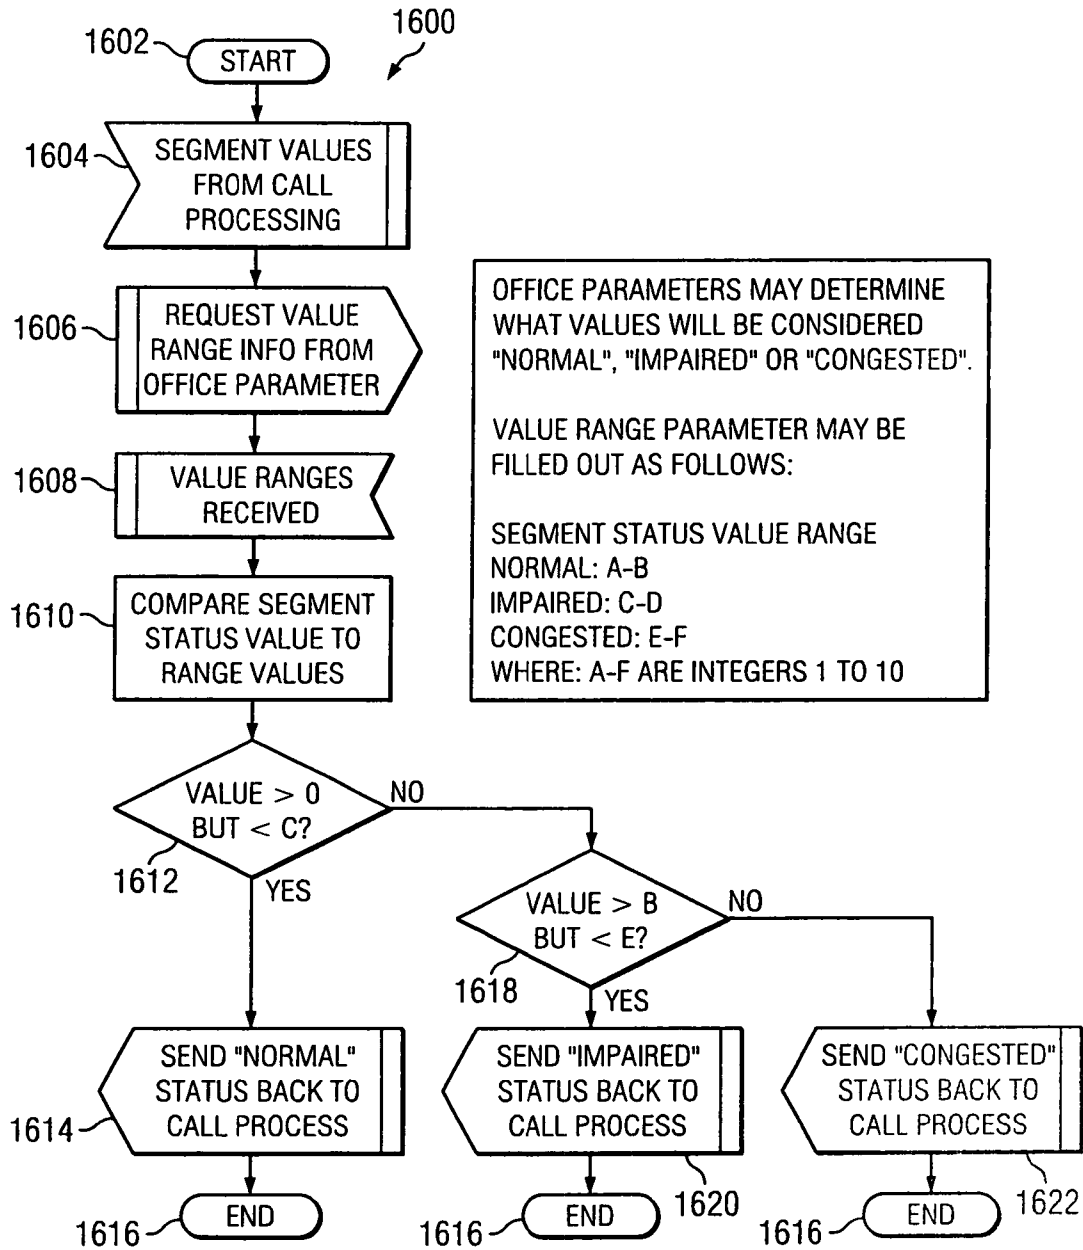 1600
1602
START
1604
SEGMENT VALUES
FROM CALL
PROCESSING
1606
REQUEST VALUE
RANGE INFO FROM
OFFICE PARAMETER
1608
VALUE RANGES
RECEIVED
1610
COMPARE SEGMENT
STATUS VALUE TO
RANGE VALUES
OFFICE PARAMETERS MAY DETERMINE
WHAT VALUES WILL BE CONSIDERED
"NORMAL", "IMPAIRED" OR "CONGESTED".
VALUE RANGE PARAMETER MAY BE
FILLED OUT AS FOLLOWS:
SEGMENT STATUS VALUE RANGE
NORMAL: A-B
IMPAIRED: C-D
CONGESTED: E-F
WHERE: A-F ARE INTEGERS 1 TO 10
VALUE > 0
BUT < C?
NO
1612
YES
VALUE > B
BUT < E?
NO
1618
YES
SEND "NORMAL"
STATUS BACK TO
CALL PROCESS
1614
SEND "IMPAIRED"
STATUS BACK TO
CALL PROCESS
1620
SEND "CONGESTED"
STATUS BACK TO
CALL PROCESS
1622
END
1616
END
1616
END
1616